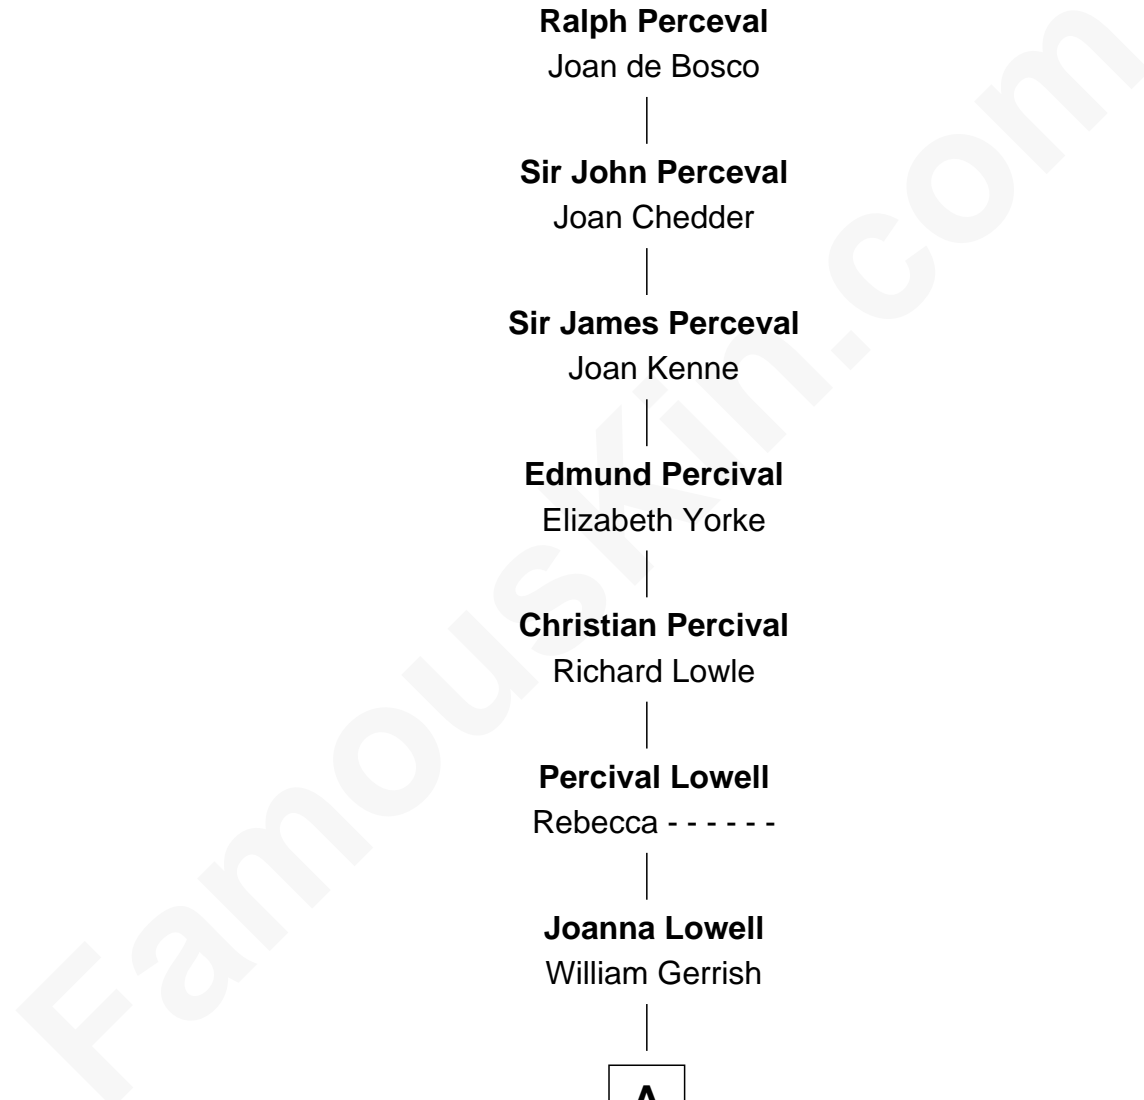 Ralph Perceval
Joan de Bosco
Sir John Perceval
Joan Chedder
Sir James Perceval
Joan Kenne
Edmund Percival
Elizabeth Yorke
Christian Percival
Richard Lowle
Percival Lowell
Rebecca - - - - - -
Joanna Lowell
William Gerrish
A
FamousKin.com